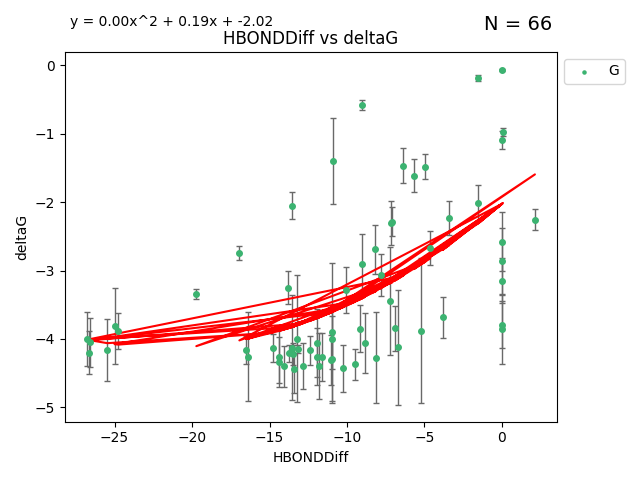 y = 0.00x^2 + 0.19x + -2.02
N = 66
HBONDDiff vs deltaG
G
deltaG
0
−1
−2
−3
−4
−5
−25
−20
−15
−10
−5
0
HBONDDiff